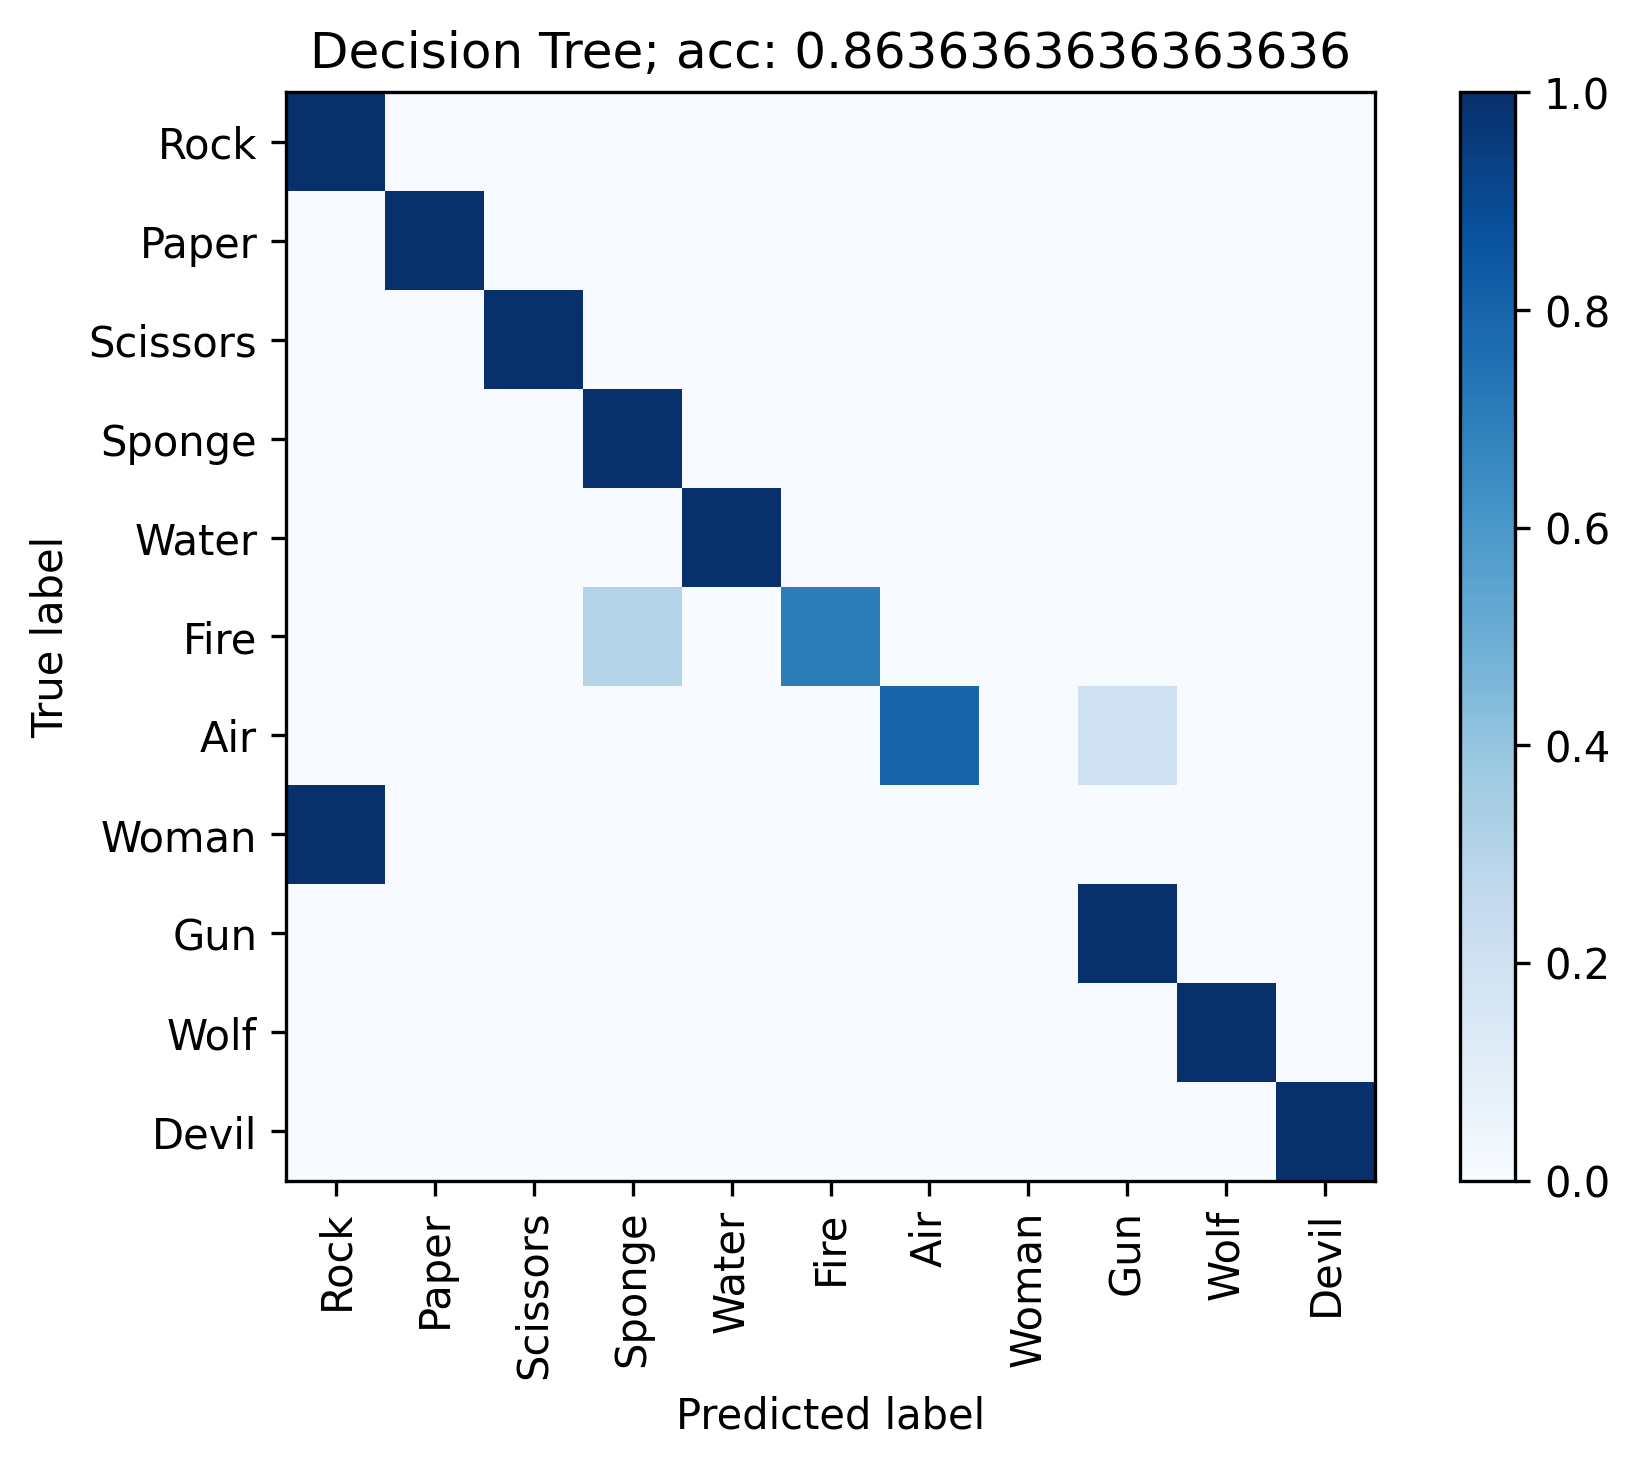 Decision Tree; acc: 0.8636363636363636
True label
Rock
Paper
Scissors
Sponge
Water
Fire
Air
Woman
Gun
Wolf
Devil
Rock
Paper
Scissors
Sponge
Water
Fire
Air
Woman
Gun
Wolf
Devil
Predicted label
1.0
0.8
0.6
0.4
0.2
0.0